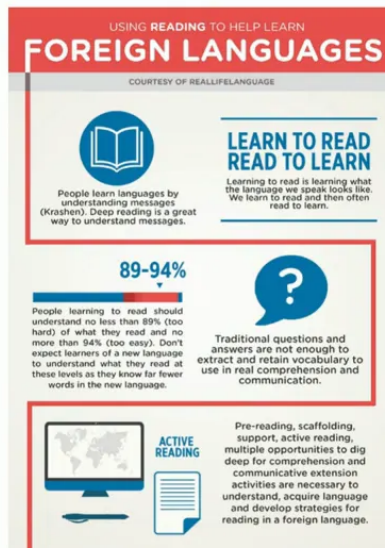 USING READING TO HELP LEARN
FOREIGN LANGUAGES
COURTESY OF REALLIFELANGUAGE
People learn languages by
understanding messages
(Krashen). Deep reading is a great
way to understand messages.
LEARN TO READ
READ TO LEARN
Learning to read is learning what
the language we speak looks like.
We learn to read and then often
read to learn.
89-94%
People learning to read should
understand no less than 89% (too
hard) of what they read and no
more than 94% (too easy). Don't
expect learners of a new language
to understand what they read at
these levels as they know far fewer
words in the new language.
Traditional questions and
answers are not enough to
extract and retain vocabulary to
use in real comprehension and
communication.
ACTIVE
READING
Pre-reading, scaffolding,
support, active reading,
multiple opportunities to dig
deep for comprehension and
communicative extension
activities are necessary to
understand, acquire language
and develop strategies for
reading in a foreign language.